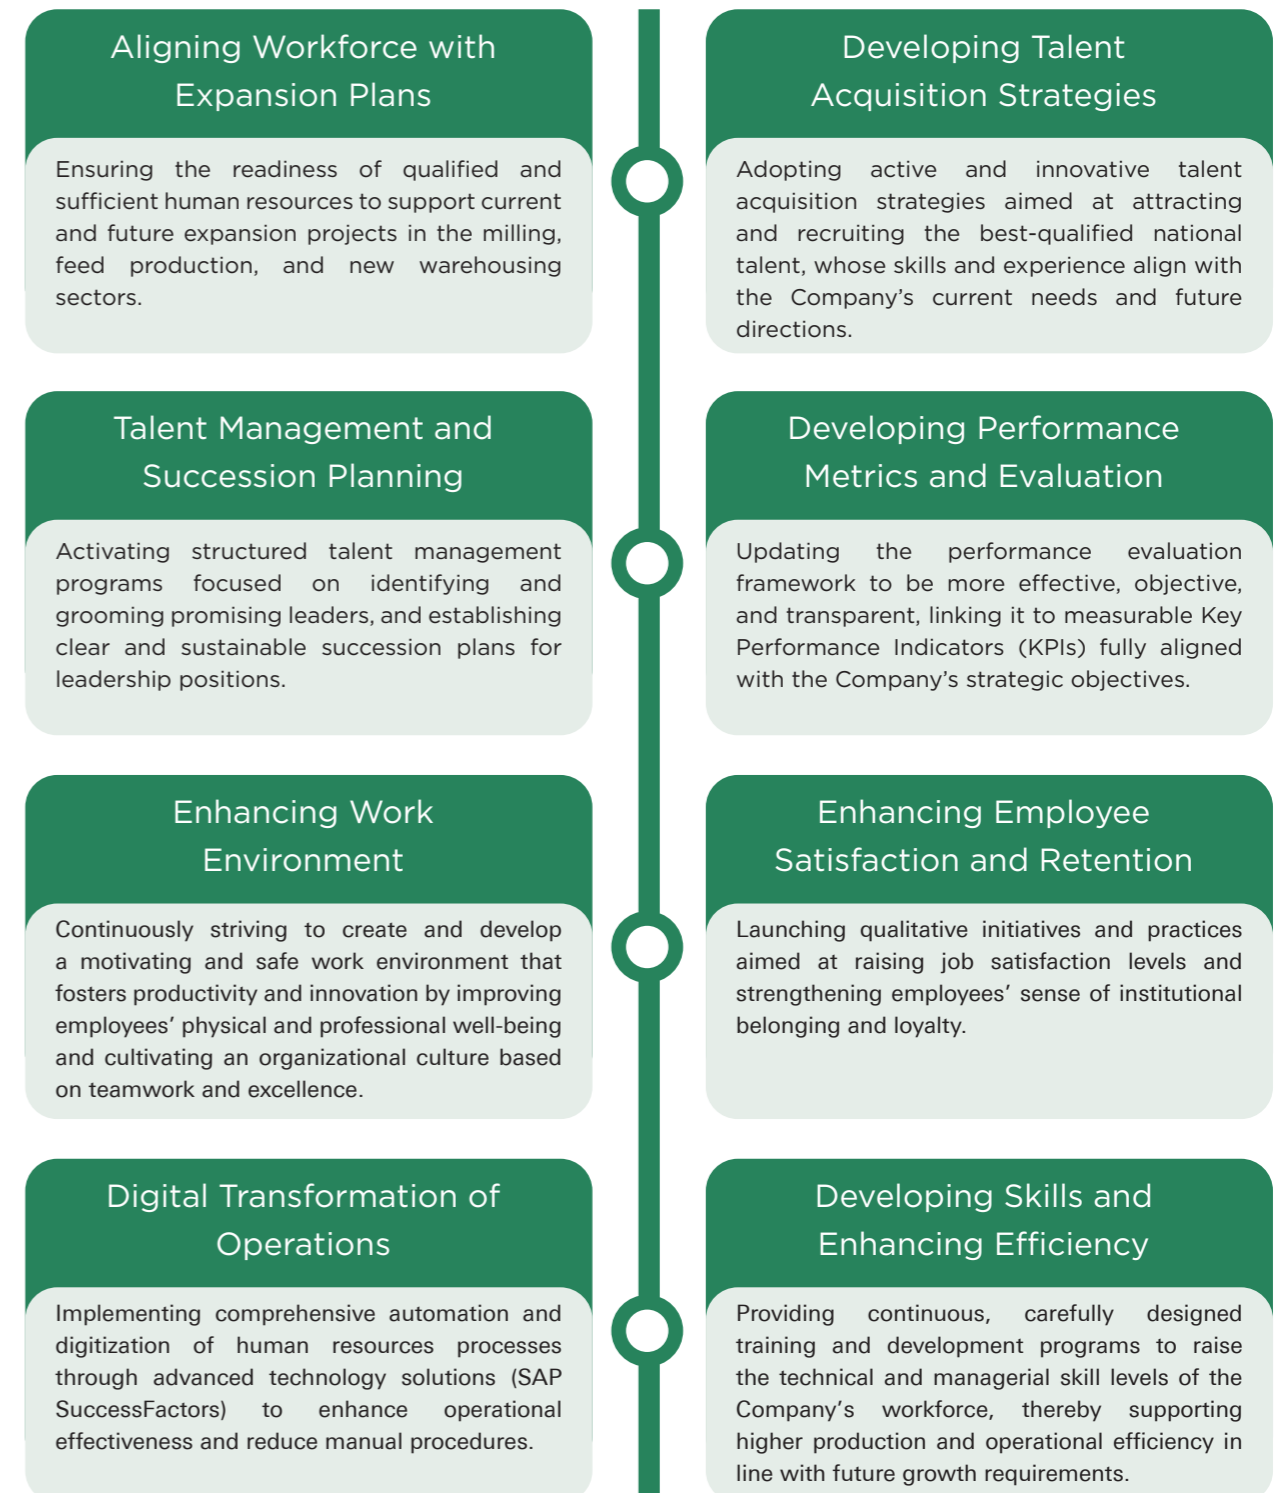 Aligning Workforce with
Expansion Plans
Ensuring the readiness of qualified and
sufficient human resources to support current
and future expansion projects in the milling,
feed production, and new warehousing
sectors.
Developing Talent
Acquisition Strategies
Adopting active and innovative talent
acquisition strategies aimed at attracting
and recruiting the best-qualified national
talent, whose skills and experience align with
the Company’s current needs and future
directions.
Talent Management and
Succession Planning
Activating structured talent management
programs focused on identifying and
grooming promising leaders, and establishing
clear and sustainable succession plans for
leadership positions.
Developing Performance
Metrics and Evaluation
Updating the performance evaluation
framework to be more effective, objective,
and transparent, linking it to measurable Key
Performance Indicators (KPIs) fully aligned
with the Company’s strategic objectives.
Enhancing Work
Environment
Continuously striving to create and develop
a motivating and safe work environment that
fosters productivity and innovation by improving
employees’ physical and professional well-being
and cultivating an organizational culture based
on teamwork and excellence.
Enhancing Employee
Satisfaction and Retention
Launching qualitative initiatives and practices
aimed at raising job satisfaction levels and
strengthening employees’ sense of institutional
belonging and loyalty.
Digital Transformation of
Operations
Implementing comprehensive automation and
digitization of human resources processes
through advanced technology solutions (SAP
SuccessFactors) to enhance operational
effectiveness and reduce manual procedures.
Developing Skills and
Enhancing Efficiency
Providing continuous, carefully designed
training and development programs to raise
the technical and managerial skill levels of the
Company’s workforce, thereby supporting
higher production and operational efficiency in
line with future growth requirements.